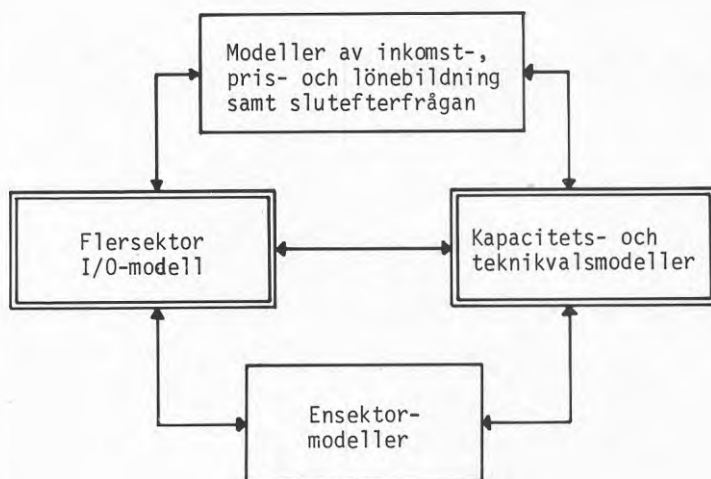 Modeller av inkomst-,
pris- och lönebildning
samt slutefterfrågan
Flersektor
I/O-modell
Kapacitets- och
teknikvalsmodeller
Ensektor-
modeller